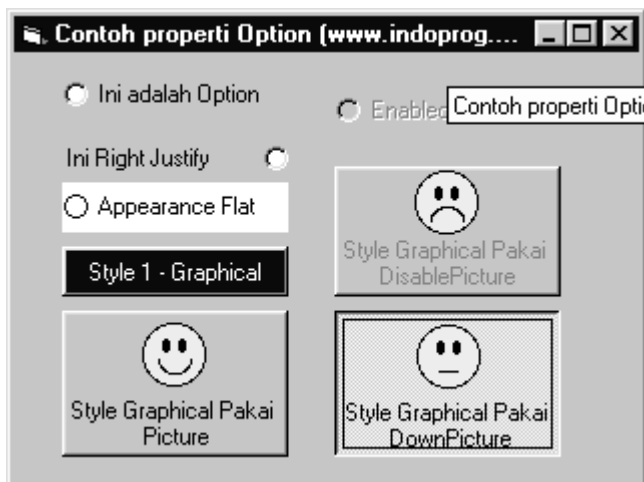 Contoh properti Option (www.indoprog....
Ini adalah Option
Enabled
Contoh properti Optio
Ini Right Justify
Appearance Flat
Style 1 - Graphical
Style Graphical Pakai
DisablePicture
Style Graphical Pakai
Picture
Style Graphical Pakai
DownPicture